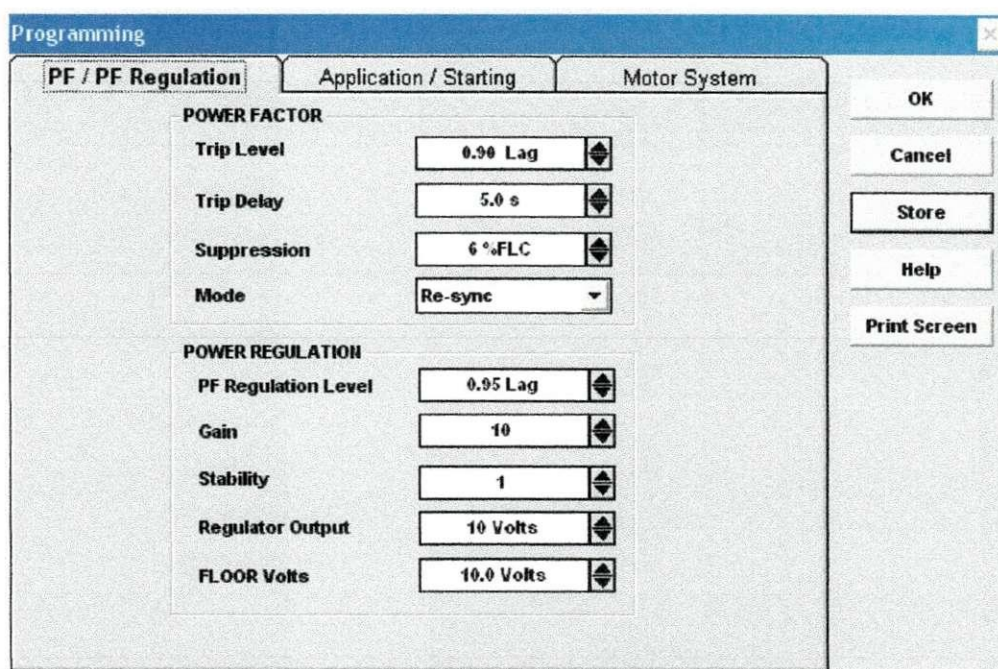 Programming
PF / PF Regulation
Application / Starting
Motor System
POWER FACTOR
Trip Level
0.90 Lag
Trip Delay
5.0 s
Suppression
6 %FLC
Mode
Re-sync
POWER REGULATION
PF Regulation Level
0.95 Lag
Gain
10
Stability
1
Regulator Output
10 Volts
FLOOR Volts
10.0 Volts
OK
Cancel
Store
Help
Print Screen